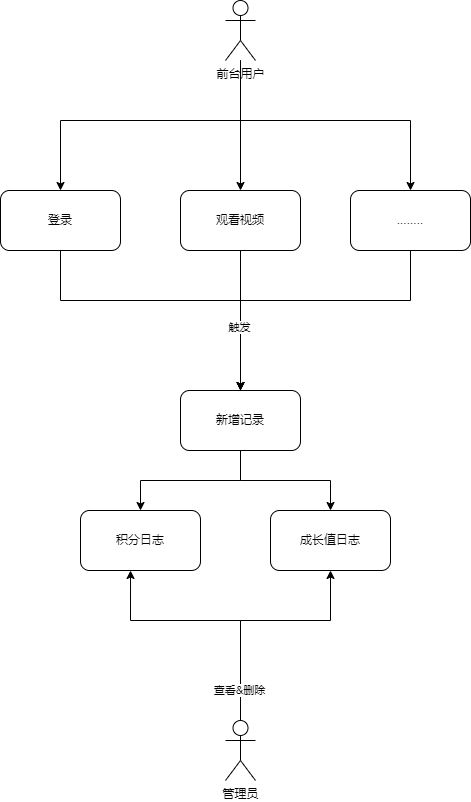 前台用户
登录
观看视频
........
触发
新增记录
积分日志
成长值日志
查看&删除
管理员